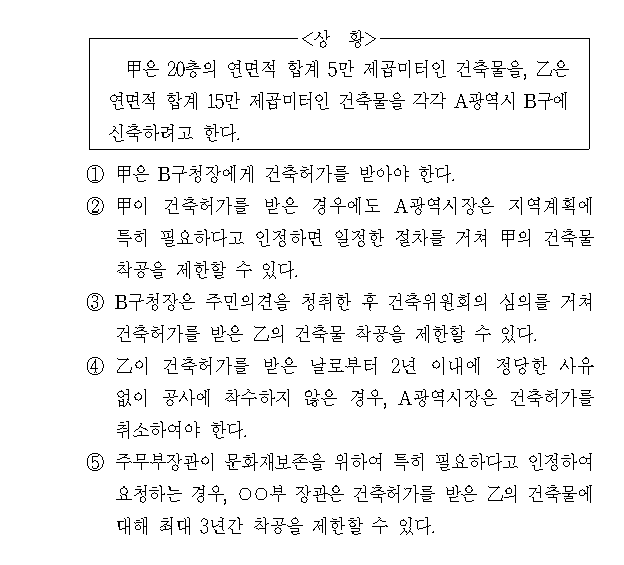 <상 황>
甲은 20층의 연면적 합계 5만 제곱미터인 건축물을, 乙은
연면적 합계 15만 제곱미터인 건축물을 각각 A광역시 B구에
신축하려고 한다.
① 甲은 B구청장에게 건축허가를 받아야 한다.
② 甲이 건축허가를 받은 경우에도 A광역시장은 지역계획에
특히 필요하다고 인정하면 일정한 절차를 거쳐 甲의 건축물
착공을 제한할 수 있다.
③ B구청장은 주민의견을 청취한 후 건축위원회의 심의를 거쳐
건축허가를 받은 乙의 건축물 착공을 제한할 수 있다.
④ 乙이 건축허가를 받은 날로부터 2년 이내에 정당한 사유
없이 공사에 착수하지 않은 경우, A광역시장은 건축허가를
취소하여야 한다.
⑤ 주무부장관이 문화재보존을 위하여 특히 필요하다고 인정하여
요청하는 경우, ○○부 장관은 건축허가를 받은 乙의 건축물에
대해 최대 3년간 착공을 제한할 수 있다.